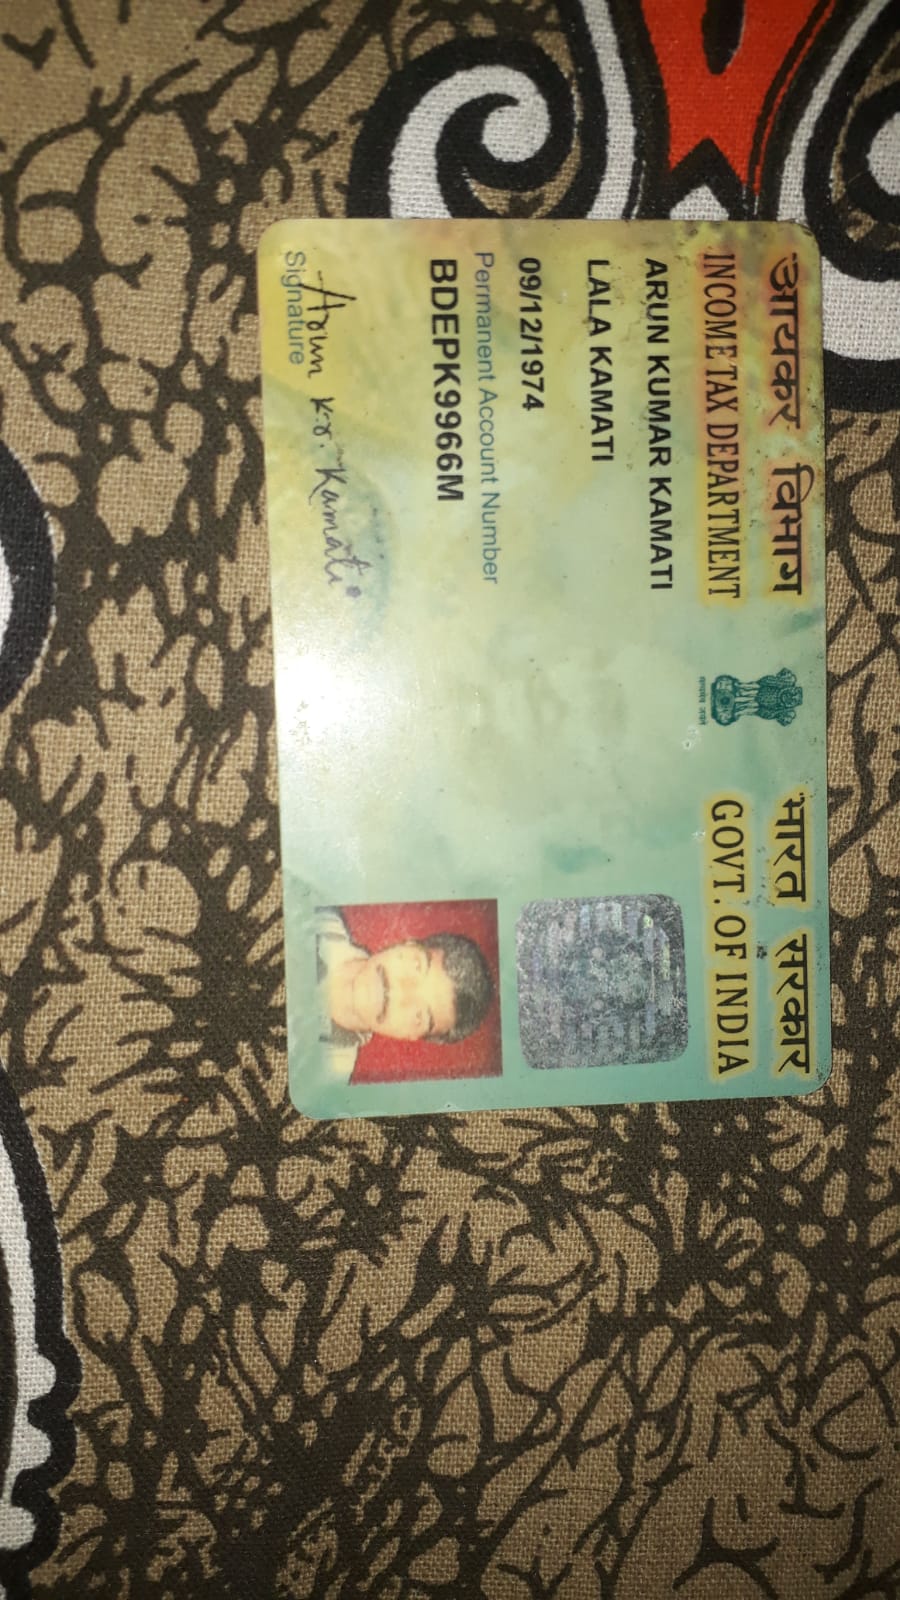 आयकर विभाग
INCOME TAX DEPARTMENT
सत्यमेव जयते
भारत सरकार
GOVT. OF INDIA
ARUN KUMAR KAMATI
LALA KAMATI
09/12/1974
Permanent Account Number
BDEPK9966M
Arun Kr. Kamati
Signature